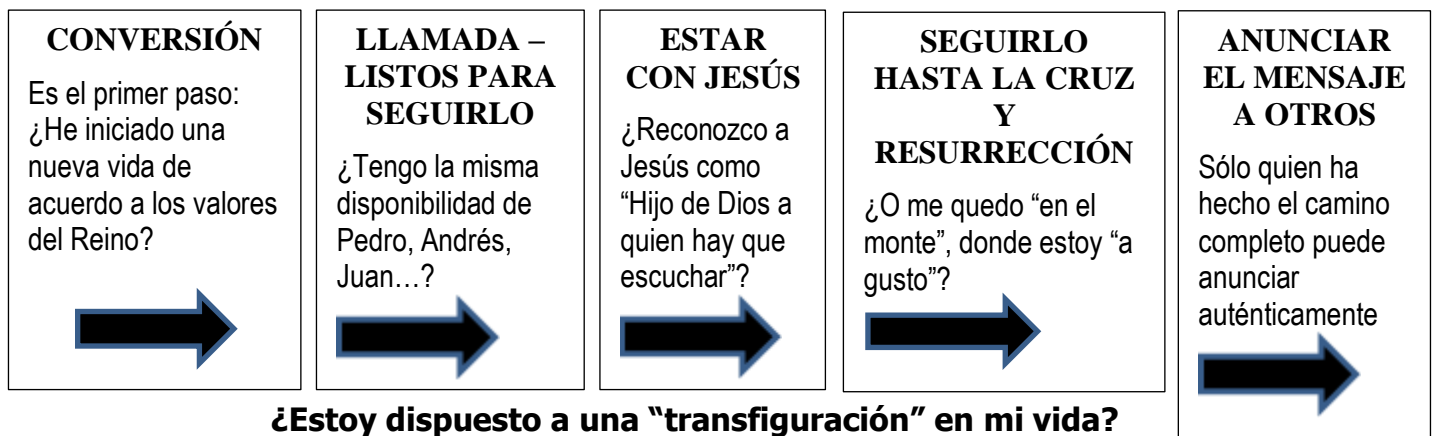 CONVERSIÓN
Es el primer paso:
¿He iniciado una
nueva vida de
acuerdo a los valores
del Reino?
LLAMADA –
LISTOS PARA
SEGUIRLO
¿Tengo la misma
disponibilidad de
Pedro, Andrés,
Juan…?
ESTAR
CON JESÚS
¿Reconozco a
Jesús como
“Hijo de Dios a
quien hay que
escuchar”?
SEGUIRLO
HASTA LA CRUZ
Y
RESURRECCIÓN
¿O me quedo “en el
monte”, donde estoy “a
gusto”?
ANUNCIAR
EL MENSAJE
A OTROS
Sólo quien ha
hecho el camino
completo puede
anunciar
auténticamente
¿Estoy dispuesto a una “transfiguración” en mi vida?